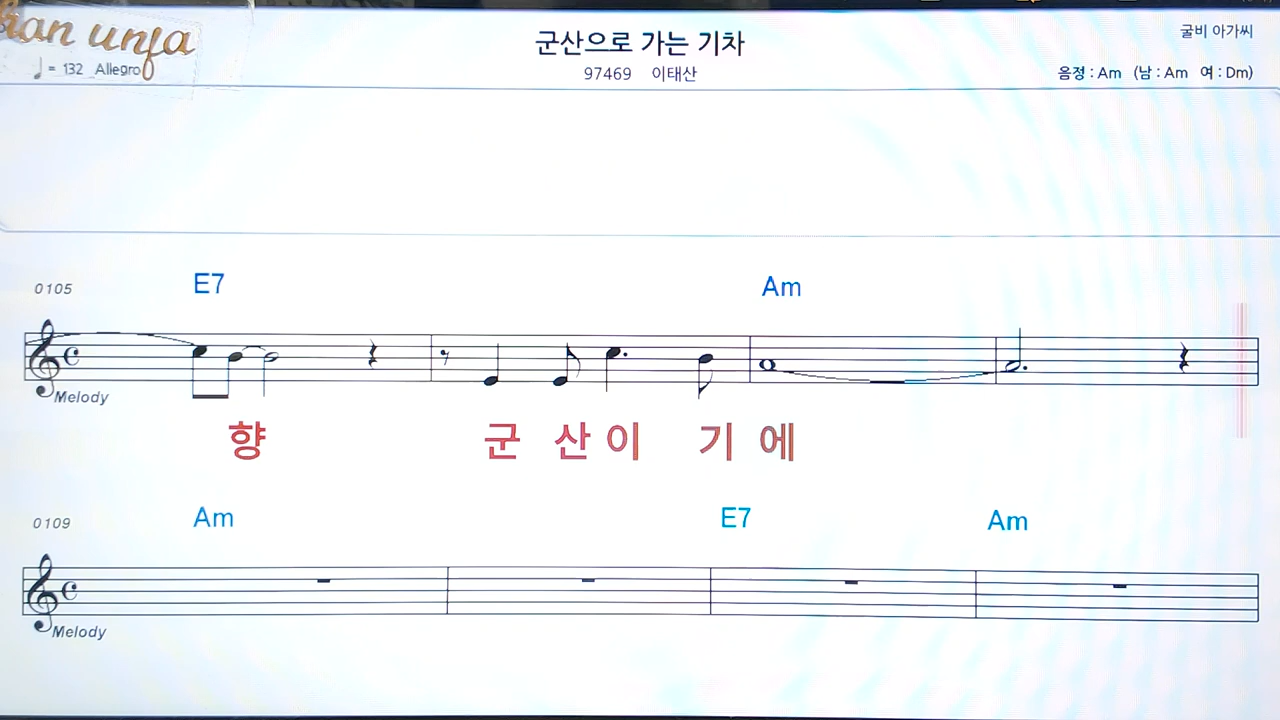 굴비 아가씨
군산으로 가는 기차
♩ = 132 Allegro
97469 이태산
음정 : Am (남 : Am 여 : Dm)
0105
E7 Am
Melody
향 군 산 이 기 에
0109
Am E7 Am
Melody